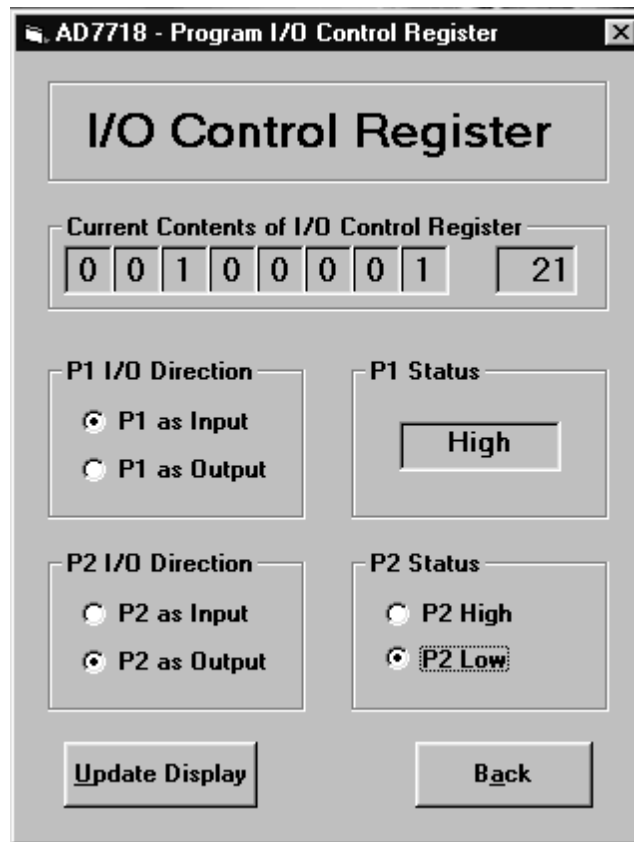 AD7718 - Program I/O Control Register
I/O Control Register
Current Contents of I/O Control Register
0 0 1 0 0 0 0 1 21
P1 I/O Direction
P1 as Input
P1 as Output
P1 Status
High
P2 I/O Direction
P2 as Input
P2 as Output
P2 Status
P2 High
P2 Low
Update Display
Back